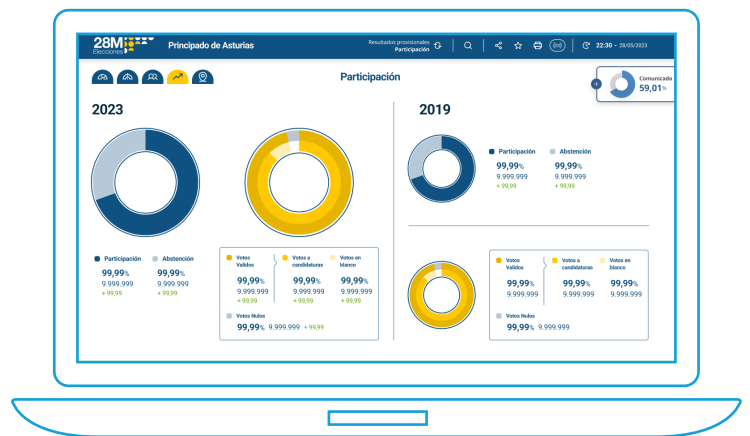 28M
Elecciones
Principado de Asturias
Resultados provisionales
Participación
22:30 - 28/05/2023
Participación
Comunicado
59,01%
2023
2019
Participación Abstención
99,99% 99,99%
9.999.999 9.999.999
+ 99,99 + 99,99
Votos Validos Votos a candidaturas Votos en blanco
99,99% 99,99% 99,99%
9.999.999 9.999.999 9.999.999
+ 99,99 + 99,99 + 99,99
Votos Nulos
99,99% 9.999.999 + 99,99
Participación Abstención
99,99% 99,99%
9.999.999 9.999.999
+ 99,99 + 99,99
Votos Validos Votos a candidaturas Votos en blanco
99,99% 99,99% 99,99%
9.999.999 9.999.999 9.999.999
Votos Nulos
99,99% 9.999.999